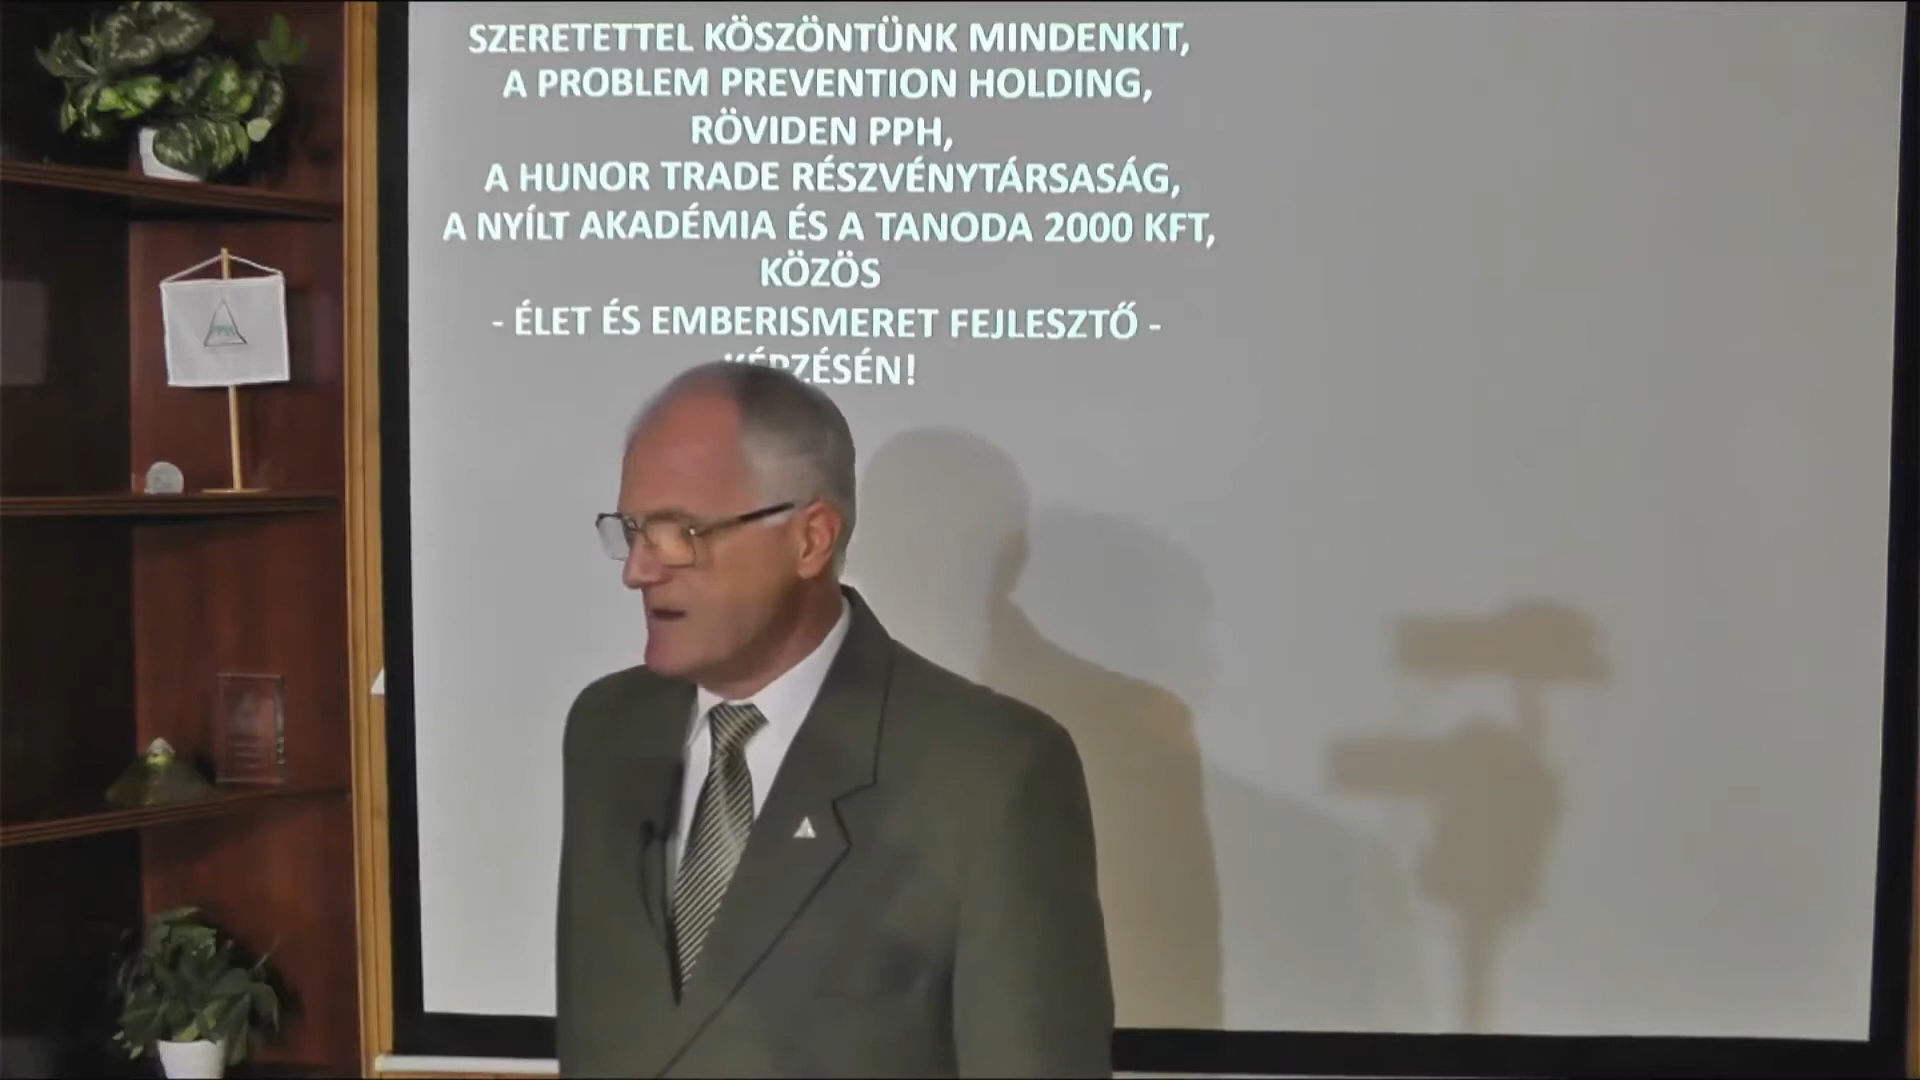 SZERETETTEL KÖSZÖNTÜNK MINDENKIT,
A PROBLEM PREVENTION HOLDING,
RÖVIDEN PPH,
A HUNOR TRADE RÉSZVÉNYTÁRSASÁG,
A NYÍLT AKADÉMIA ÉS A TANODA 2000 KFT,
KÖZÖS
- ÉLET ÉS EMBERISMERET FEJLESZTŐ -
KÉPZÉSÉN!